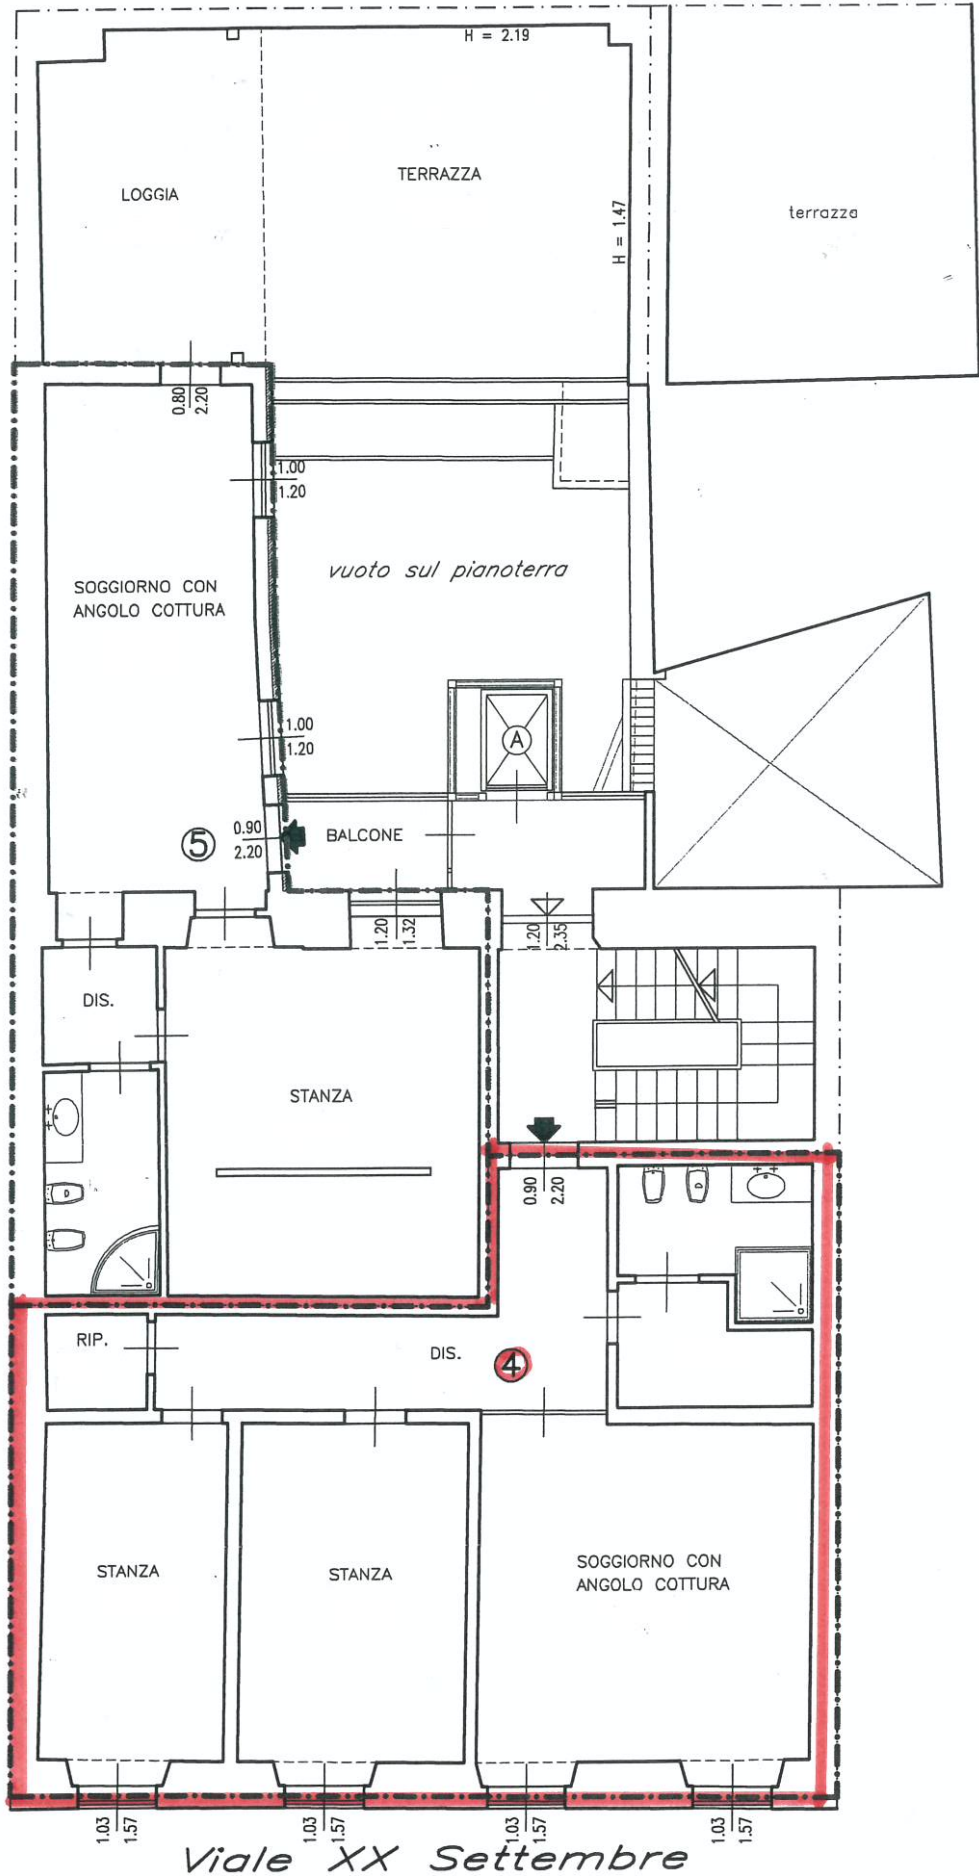 H = 2.19
LOGGIA
TERRAZZA
H = 1.47
terrazza
0.80
2.20
1.00
1.20
SOGGIORNO CON
ANGOLO COTTURA
vuoto sul pianoterra
1.00
1.20
A
5
0.90
2.20
BALCONE
1.20
1.32
1.20
2.35
DIS.
STANZA
0.90
2.20
RIP.
DIS.
4
STANZA
STANZA
SOGGIORNO CON
ANGOLO COTTURA
1.03
1.57
1.03
1.57
1.03
1.57
1.03
1.57
Viale XX Settembre